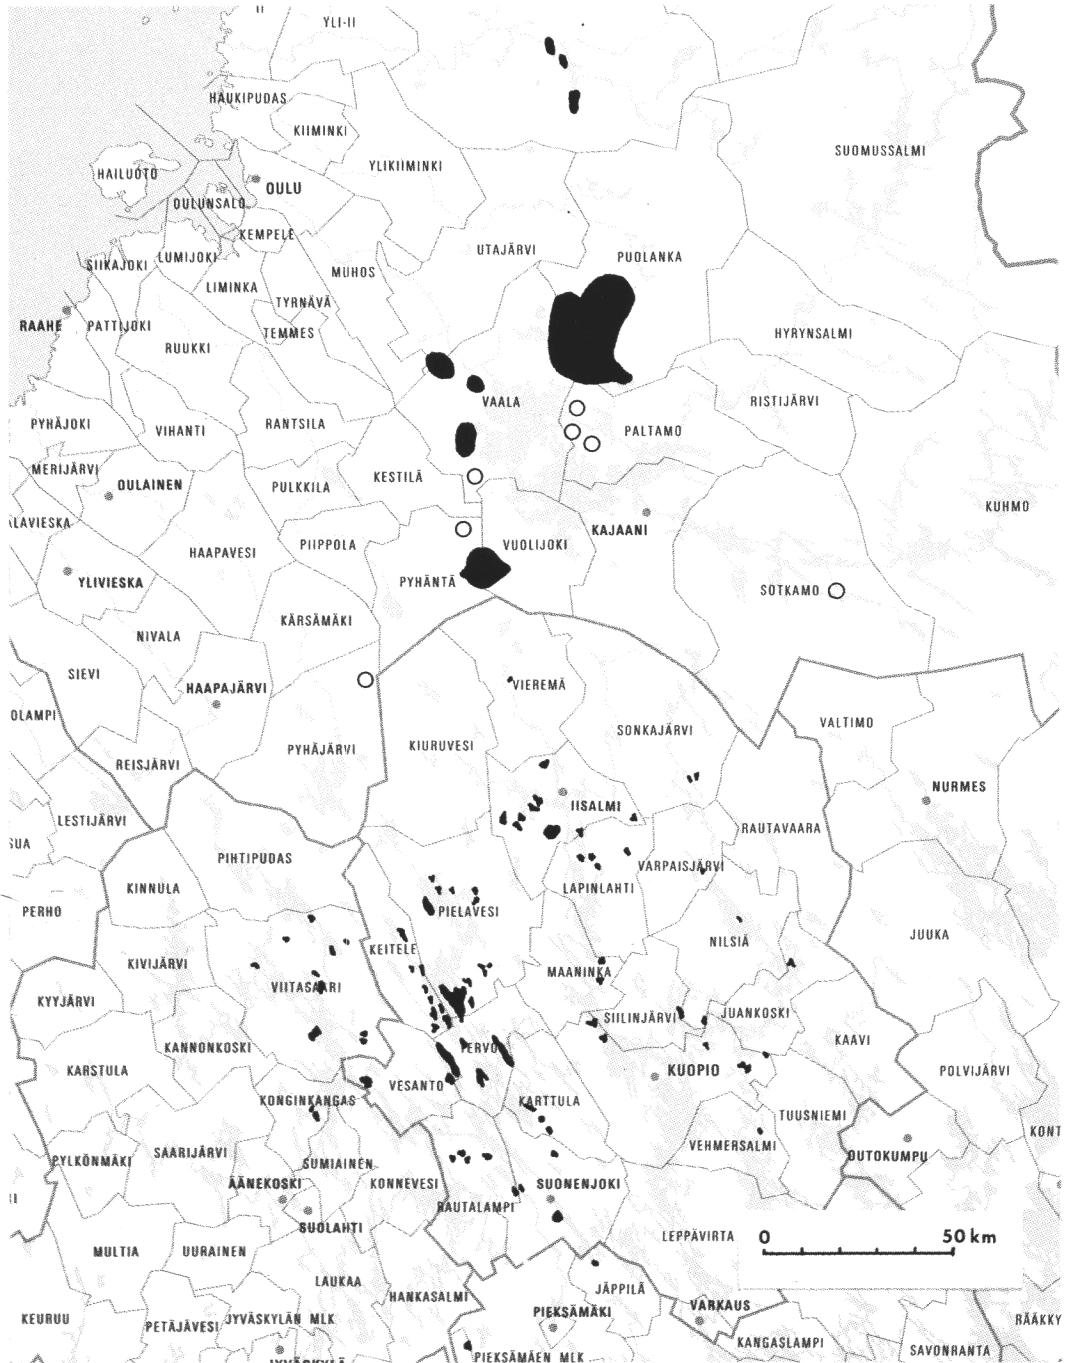 II
YLI-II
HAUKIPUDAS
KIIMINKI
YLIKIIMINKI
SUOMUSSALMI
HAILUOTO
OULU
OULUNSALO
KEMPELE
UTAJÄRVI
PUOLANKA
SIIKAJOKI
LUMIJOKI
MUHOS
LIMINKA
TYRNÄVÄ
RAAHE
PATTIJOKI
TEMMES
RUUKKI
HYRYNSALMI
VAALA
RISTIJÄRVI
PYHÄJOKI
VIHANTI
RANTSILA
PALTAMO
MERIJÄRVI
OULAINEN
PULKKILA
KESTILÄ
KUHMO
ALAVIESKA
HAAPAVESI
PIIPPOLA
VUOLIJOKI
KAJAANI
YLIVIESKA
PYHÄNTÄ
SOTKAMO
NIVALA
KÄRSÄMÄKI
SIEVI
HAAPAJÄRVI
VIEREMÄ
OLAMPI
PYHÄJÄRVI
KIURUVESI
SONKAJÄRVI
VALTIMO
REISJÄRVI
NURMES
LESTIJÄRVI
IISALMI
RAUTAVAARA
SUA
PIHTIPUDAS
VARPAISJÄRVI
KINNULA
LAPINLAHTI
PERHO
PIELAVESI
NILSIÄ
JUUKA
KEITELE
KIVIJÄRVI
MAANINKA
VIITASAARI
KYYJÄRVI
SIILINJÄRVI
JUANKOSKI
KANNONKOSKI
TERVO
KAAVI
KARSTULA
VESANTO
KUOPIO
POLVIJÄRVI
KONGINKANGAS
KARTTULA
TUUSNIEMI
KONT
VEHMERSALMI
PYLKÖNMÄKI
SAARIJÄRVI
SUMIAINEN
OUTOKUMPU
ÄÄNEKOSKI
KONNEVESI
SUONENJOKI
RAUTALAMPI
SUOLAHTI
LEPPÄVIRTA
0 50 km
MULTIA
UURAINEN
LAUKAA
HANKASALMI
JÄPPILÄ
KEURUU
PETÄJÄVESI
JYVÄSKYLÄN MLK
PIEKSÄMÄKI
VARKAUS
RÄÄKKY
KANGASLAMPI
SAVONRANTA
JYVÄSKYLÄ
PIEKSÄMÄEN MLK